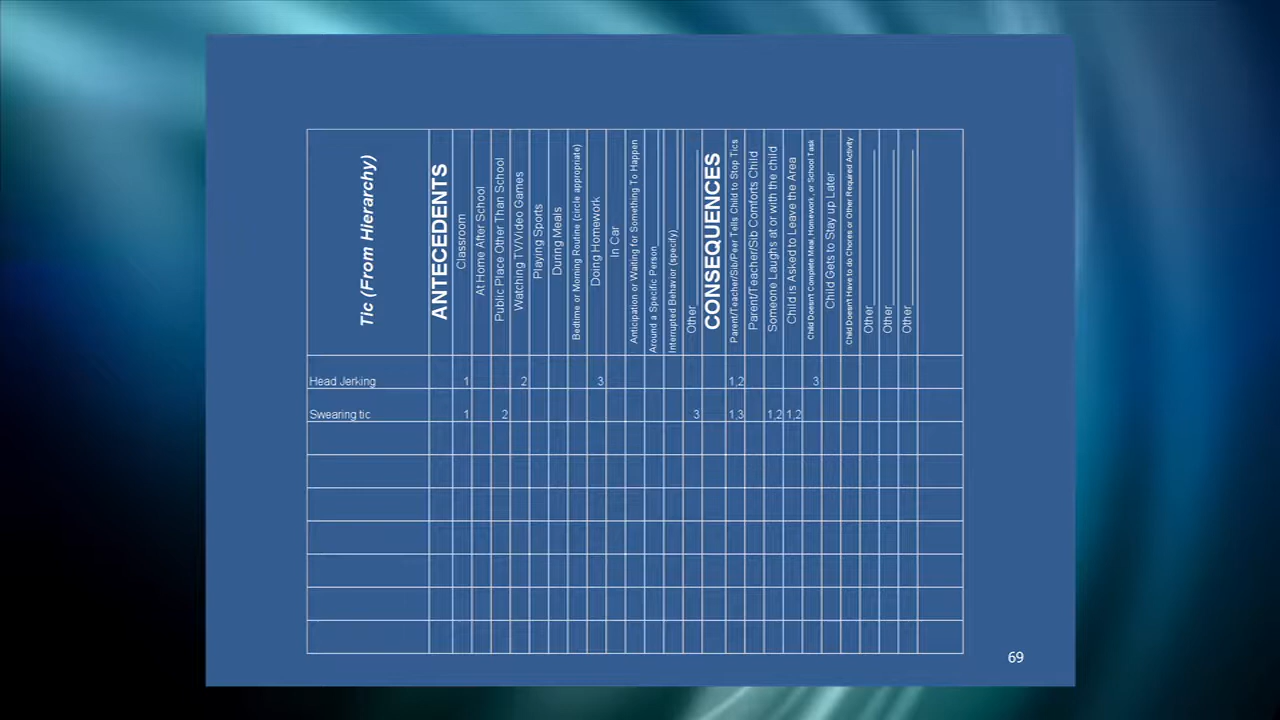 Tic (From Hierarchy)
ANTECEDENTS
Classroom
At Home After School
Public Place Other Than School
Watching TV/Video Games
Playing Sports
During Meals
Bedtime or Morning Routine (circle appropriate)
Doing Homework
In Car
Anticipation or Waiting for Something To Happen
Around a Specific Person
Interrupted Behavior (specify)
Other
CONSEQUENCES
Parent/Teacher/Sib/Peer Tells Child to Stop Tics
Parent/Teacher/Sib Comforts Child
Someone Laughs at or with the child
Child is Asked to Leave the Area
Child Doesn't Complete Meal, Homework, or School Task
Child Gets to Stay up Later
Child Doesn't Have to do Chores or Other Required Activity
Other
Other
Other
Head Jerking 1 2 3 1,2 3
Swearing tic 1 2 3 1,3 1,2 1,2
69